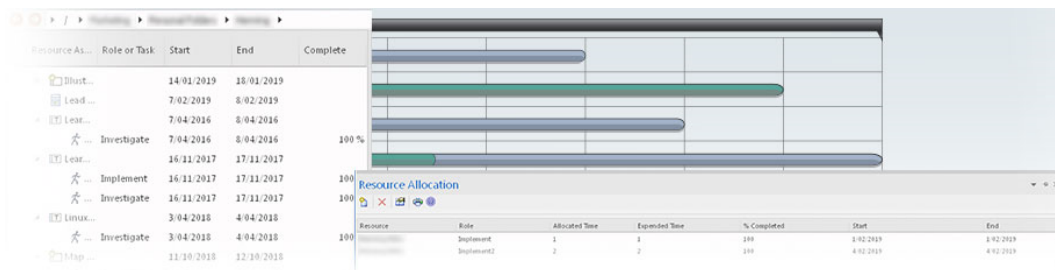 /
Resource As... Role or Task Start End Complete
Illust... 14/01/2019 18/01/2019
Lead ... 7/02/2019 8/02/2019
Lear... 7/04/2016 8/04/2016
... Investigate 7/04/2016 8/04/2016 100 %
Lear... 16/11/2017 17/11/2017
... Implement 16/11/2017 17/11/2017 100
... Investigate 16/11/2017 17/11/2017 100
Linux... 3/04/2018 4/04/2018
... Investigate 3/04/2018 4/04/2018 100
Map ... 11/10/2018 12/10/2018
Resource Allocation
Resource Role Allocated Time Expended Time % Completed Start End
Implement 1 1 100 1/02/2019 1/02/2019
Implement2 2 2 100 4/02/2019 4/02/2019